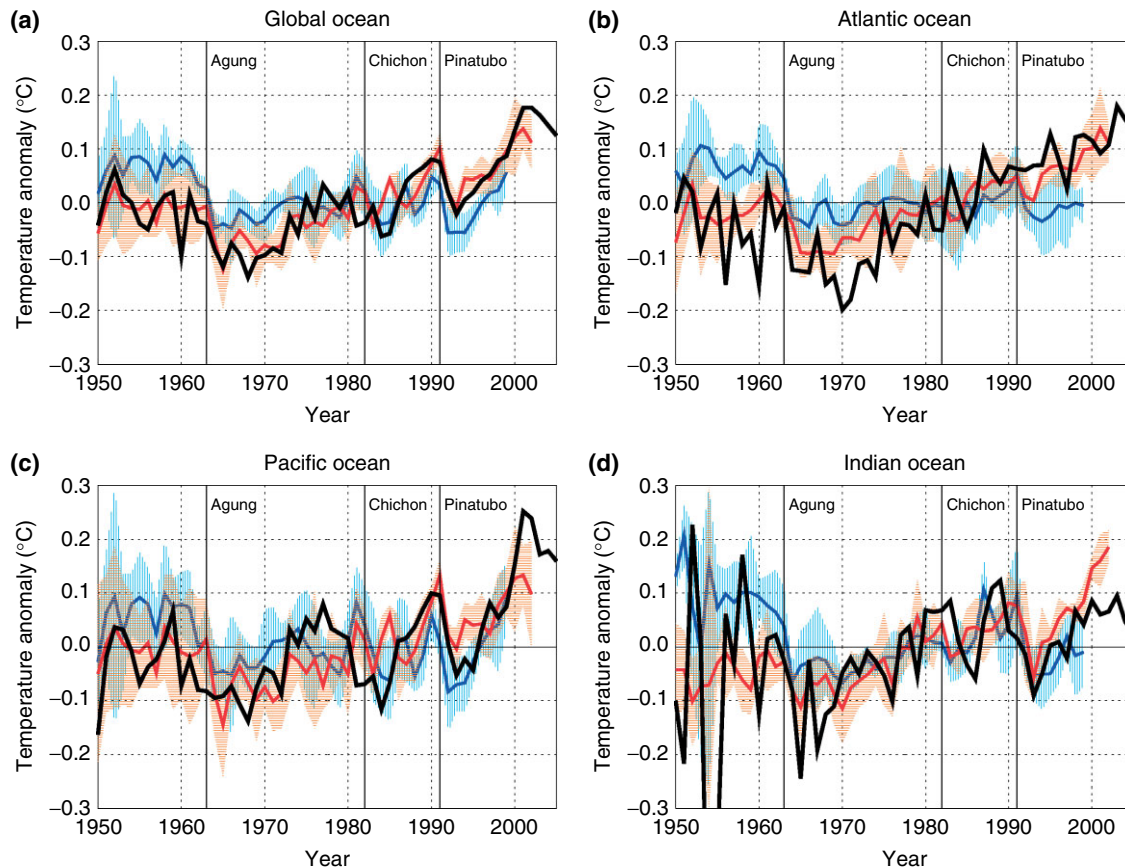 (a) Global ocean
Temperature anomaly (°C)
0.3
0.2
0.1
0.0
−0.1
−0.2
−0.3
Agung
Chichon
Pinatubo
1950 1960 1970 1980 1990 2000
Year
(b) Atlantic ocean
Temperature anomaly (°C)
0.3
0.2
0.1
0.0
−0.1
−0.2
−0.3
Agung
Chichon
Pinatubo
1950 1960 1970 1980 1990 2000
Year
(c) Pacific ocean
Temperature anomaly (°C)
0.3
0.2
0.1
0.0
−0.1
−0.2
−0.3
Agung
Chichon
Pinatubo
1950 1960 1970 1980 1990 2000
Year
(d) Indian ocean
Temperature anomaly (°C)
0.3
0.2
0.1
0.0
−0.1
−0.2
−0.3
Agung
Chichon
Pinatubo
1950 1960 1970 1980 1990 2000
Year